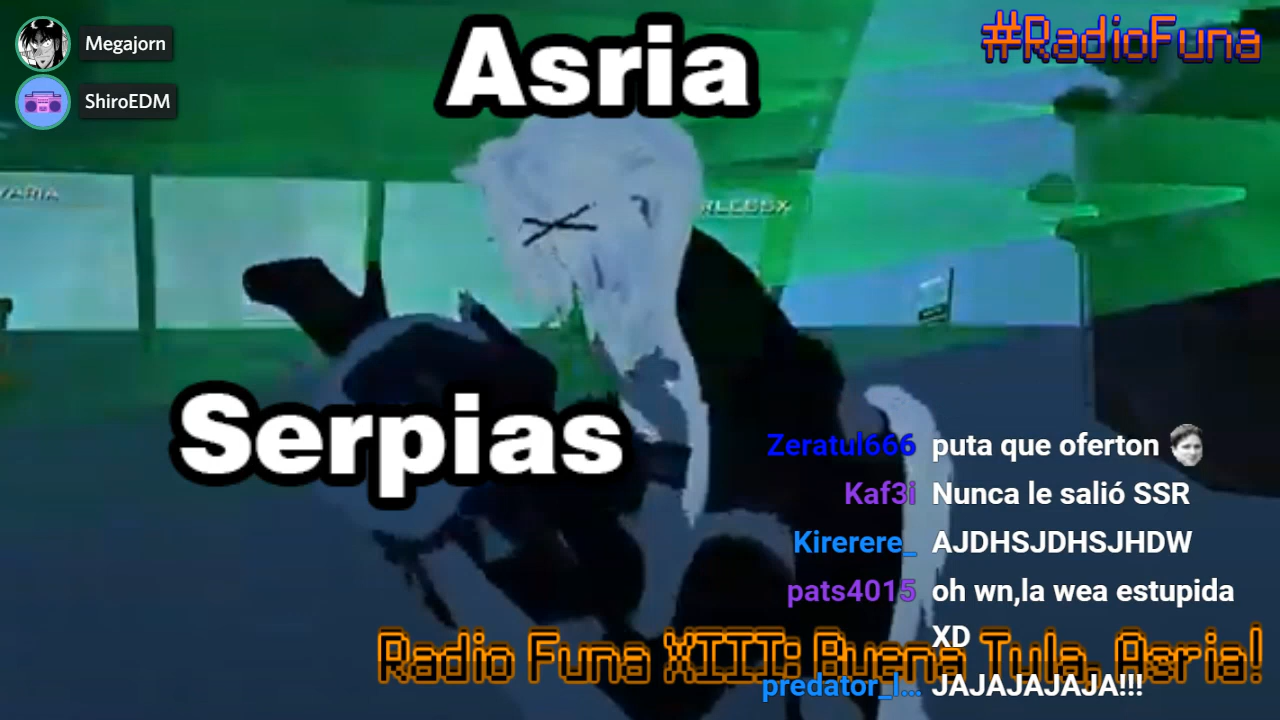 Asria
#RadioFuna
Megajorn
ShiroEDM
Serpias
Zeratul666 puta que oferton
Kaf3i Nunca le salió SSR
Kirerere_ AJDHSJDHSJHDW
pats4015 oh wn,la wea estupida
XD
Radio Funa XIII: Buena Tula, Asria!
predator_l... JAJAJAJAJA!!!